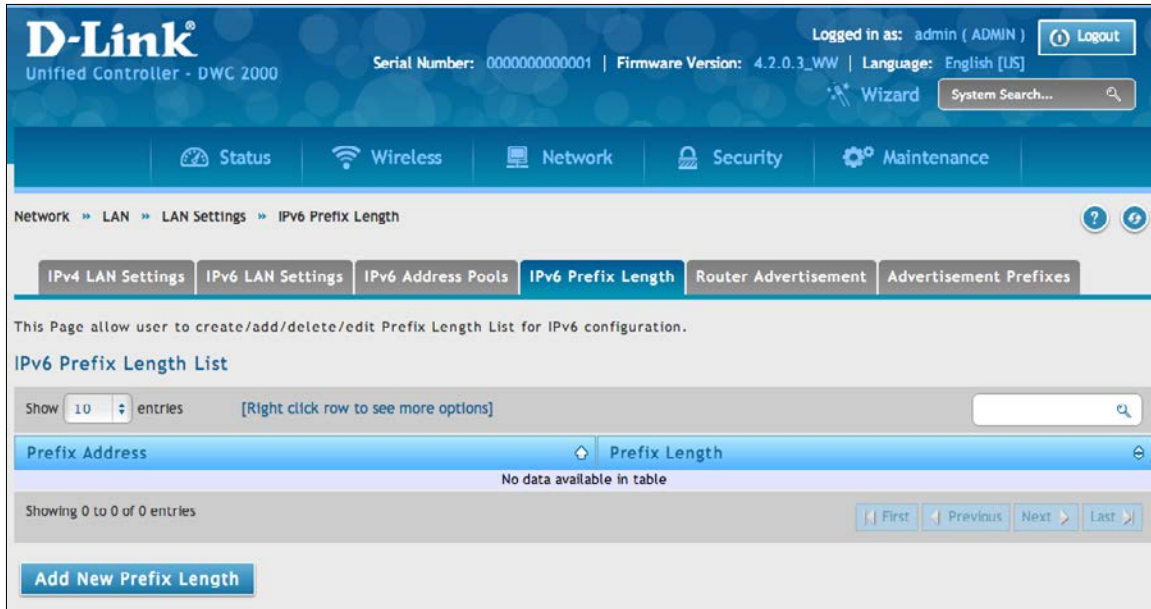 D-Link®
Unified Controller - DWC 2000
Logged in as: admin ( ADMIN )
Logout
Serial Number: 0000000000001 | Firmware Version: 4.2.0.3_WW | Language: English [US]
Wizard
System Search...
Status
Wireless
Network
Security
Maintenance
Network » LAN » LAN Settings » IPv6 Prefix Length
?
IPv4 LAN Settings
IPv6 LAN Settings
IPv6 Address Pools
IPv6 Prefix Length
Router Advertisement
Advertisement Prefixes
This Page allow user to create/add/delete/edit Prefix Length List for IPv6 configuration.
IPv6 Prefix Length List
Show 10 entries
[Right click row to see more options]
Prefix Address
Prefix Length
No data available in table
Showing 0 to 0 of 0 entries
First
Previous
Next
Last
Add New Prefix Length